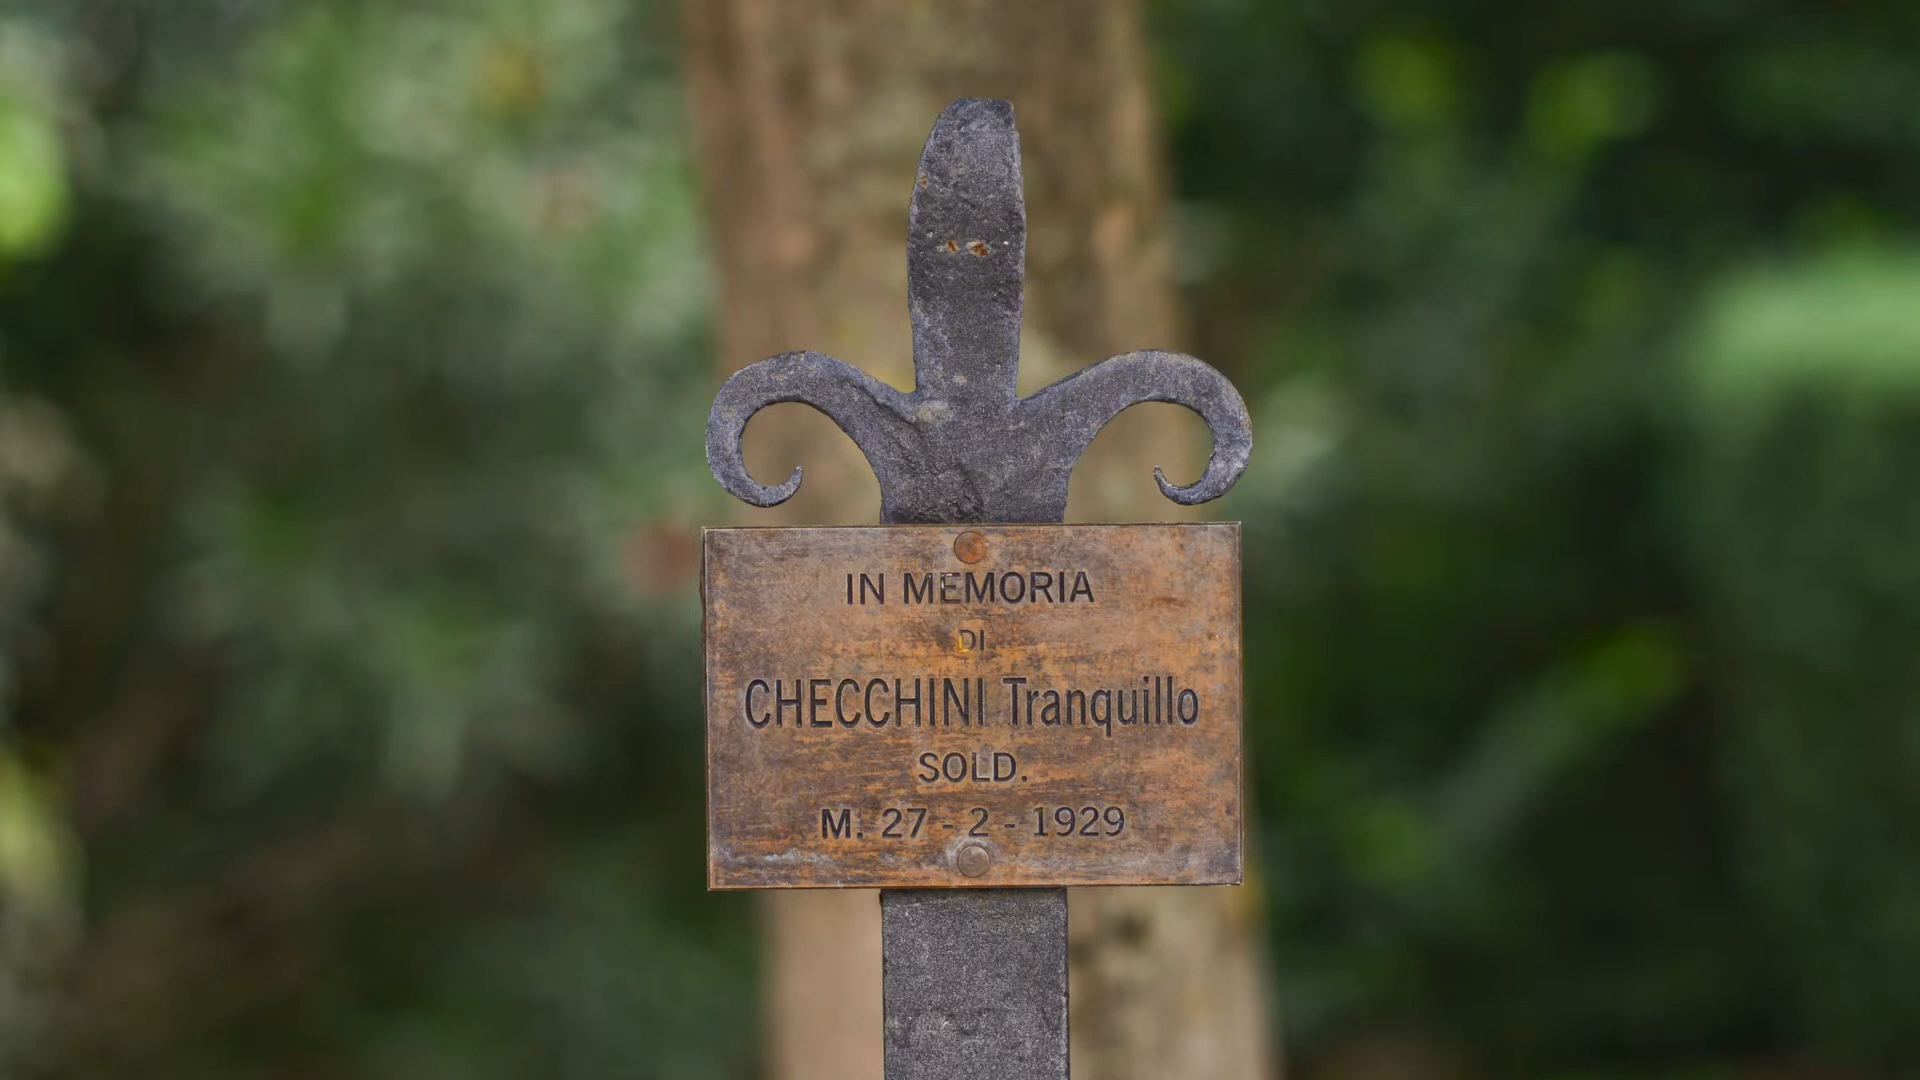 IN MEMORIA
DI
CHECCHINI Tranquillo
SOLD.
M. 27 - 2 - 1929